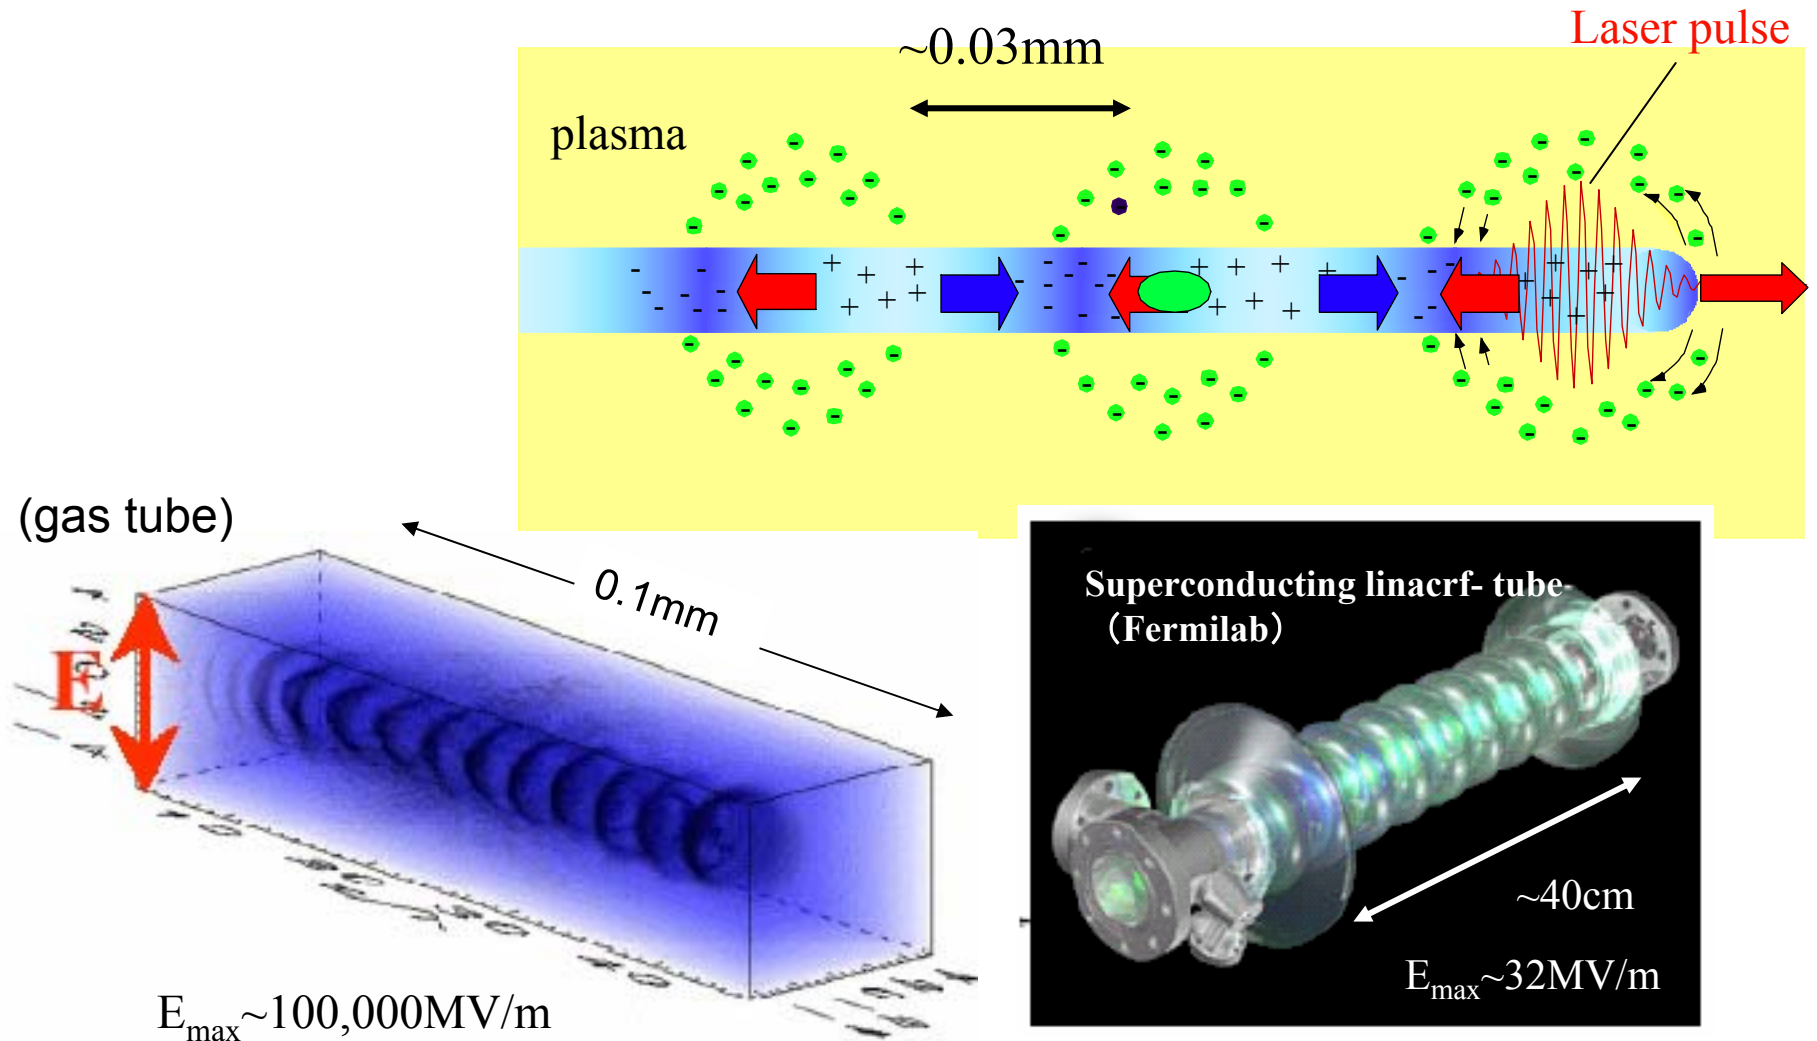 Laser pulse
~0.03mm
plasma
(gas tube)
0.1mm
E
Superconducting linacrf- tube
（Fermilab）
~40cm
Emax~32MV/m
Emax~100,000MV/m